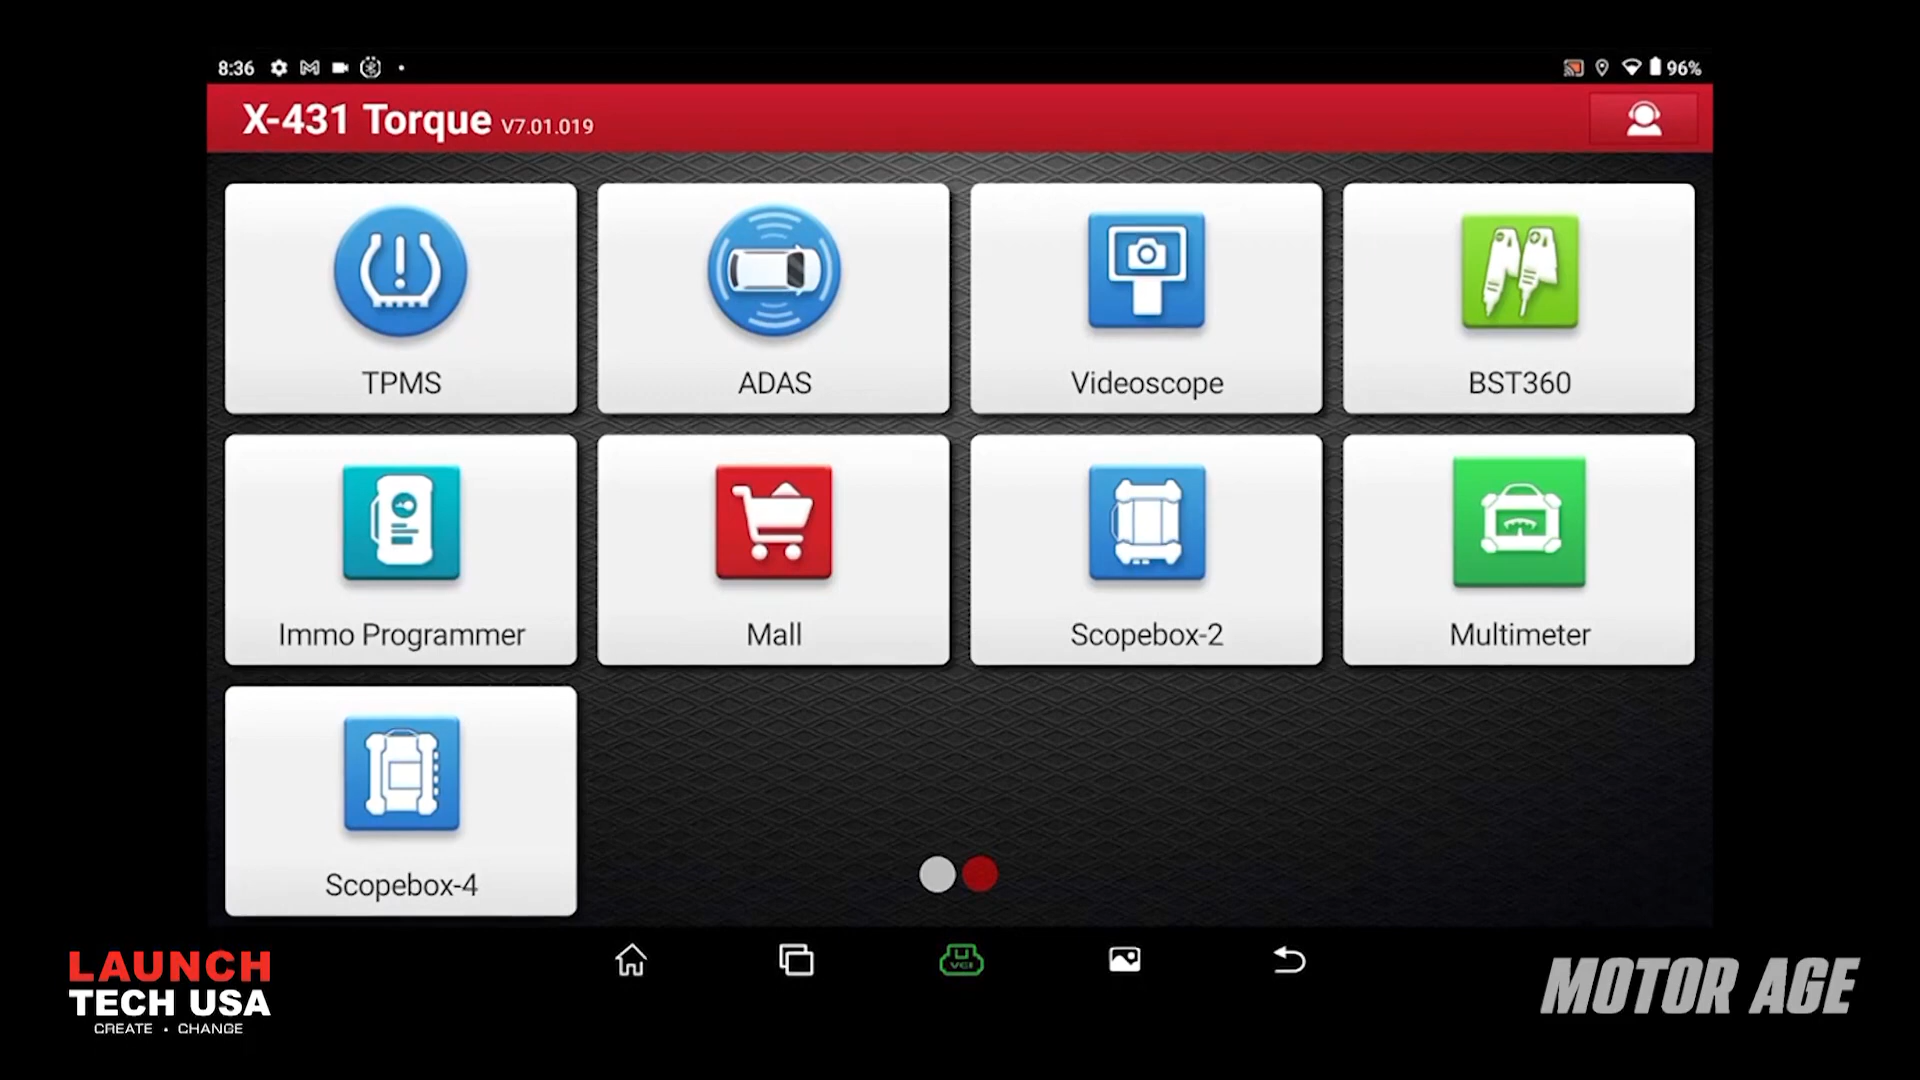 8:36
96%
X-431 Torque V7.01.019
TPMS
ADAS
Videoscope
BST360
Immo Programmer
Mall
Scopebox-2
Multimeter
Scopebox-4
VCI
LAUNCH
TECH USA
CREATE • CHANGE
MOTOR AGE